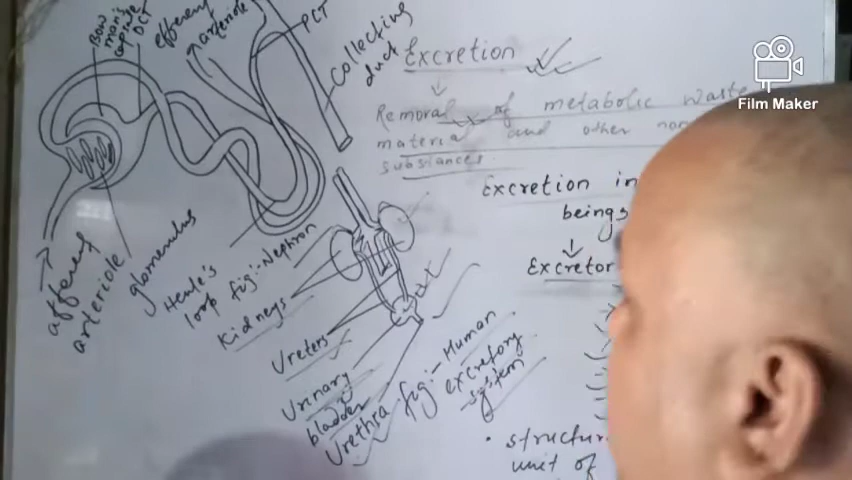 Bow
man's
capsule
DCT
efferent
arteriole
PCT
collecting
duct
afferent
arteriole
glomerulus
Henle's
loop
fig:- Nephron
Kidneys
Ureters
Urinary
bladder
Urethra
fig:- Human
excretory
system
Excretion
Removal of metabolic waste
material and other
substances.
Excretion in
beings
Excretor
structur
unit of
Film Maker